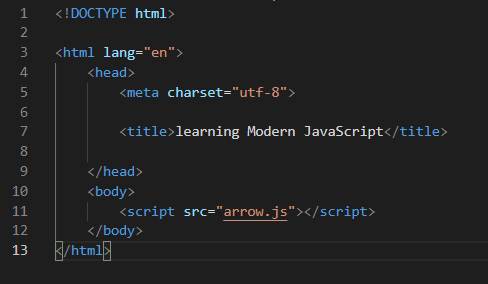 1 <!DOCTYPE html>
2
3 <html lang="en">
4     <head>
5         <meta charset="utf-8">
6
7         <title>learning Modern JavaScript</title>
8
9     </head>
10     <body>
11         <script src="arrow.js"></script>
12     </body>
13 </html>